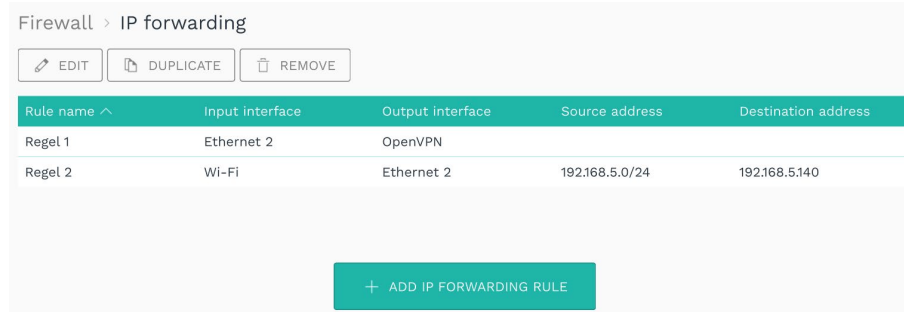 Firewall > IP forwarding
EDIT DUPLICATE REMOVE
Rule name Input interface Output interface Source address Destination address
Regel 1 Ethernet 2 OpenVPN
Regel 2 Wi-Fi Ethernet 2 192.168.5.0/24 192.168.5.140
+ ADD IP FORWARDING RULE